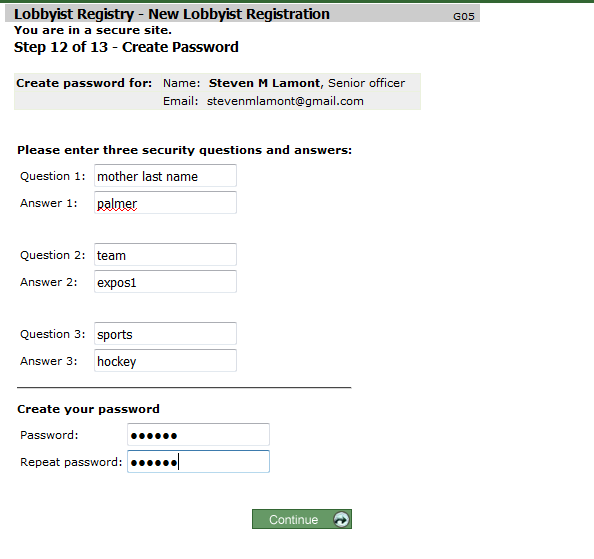 Lobbyist Registry - New Lobbyist Registration G05
You are in a secure site.
Step 12 of 13 - Create Password
Create password for: Name: Steven M Lamont, Senior officer
Email: stevenmlamont@gmail.com
Please enter three security questions and answers:
Question 1: mother last name
Answer 1: palmer
Question 2: team
Answer 2: expos1
Question 3: sports
Answer 3: hockey
Create your password
Password: ●●●●●●
Repeat password: ●●●●●●
Continue